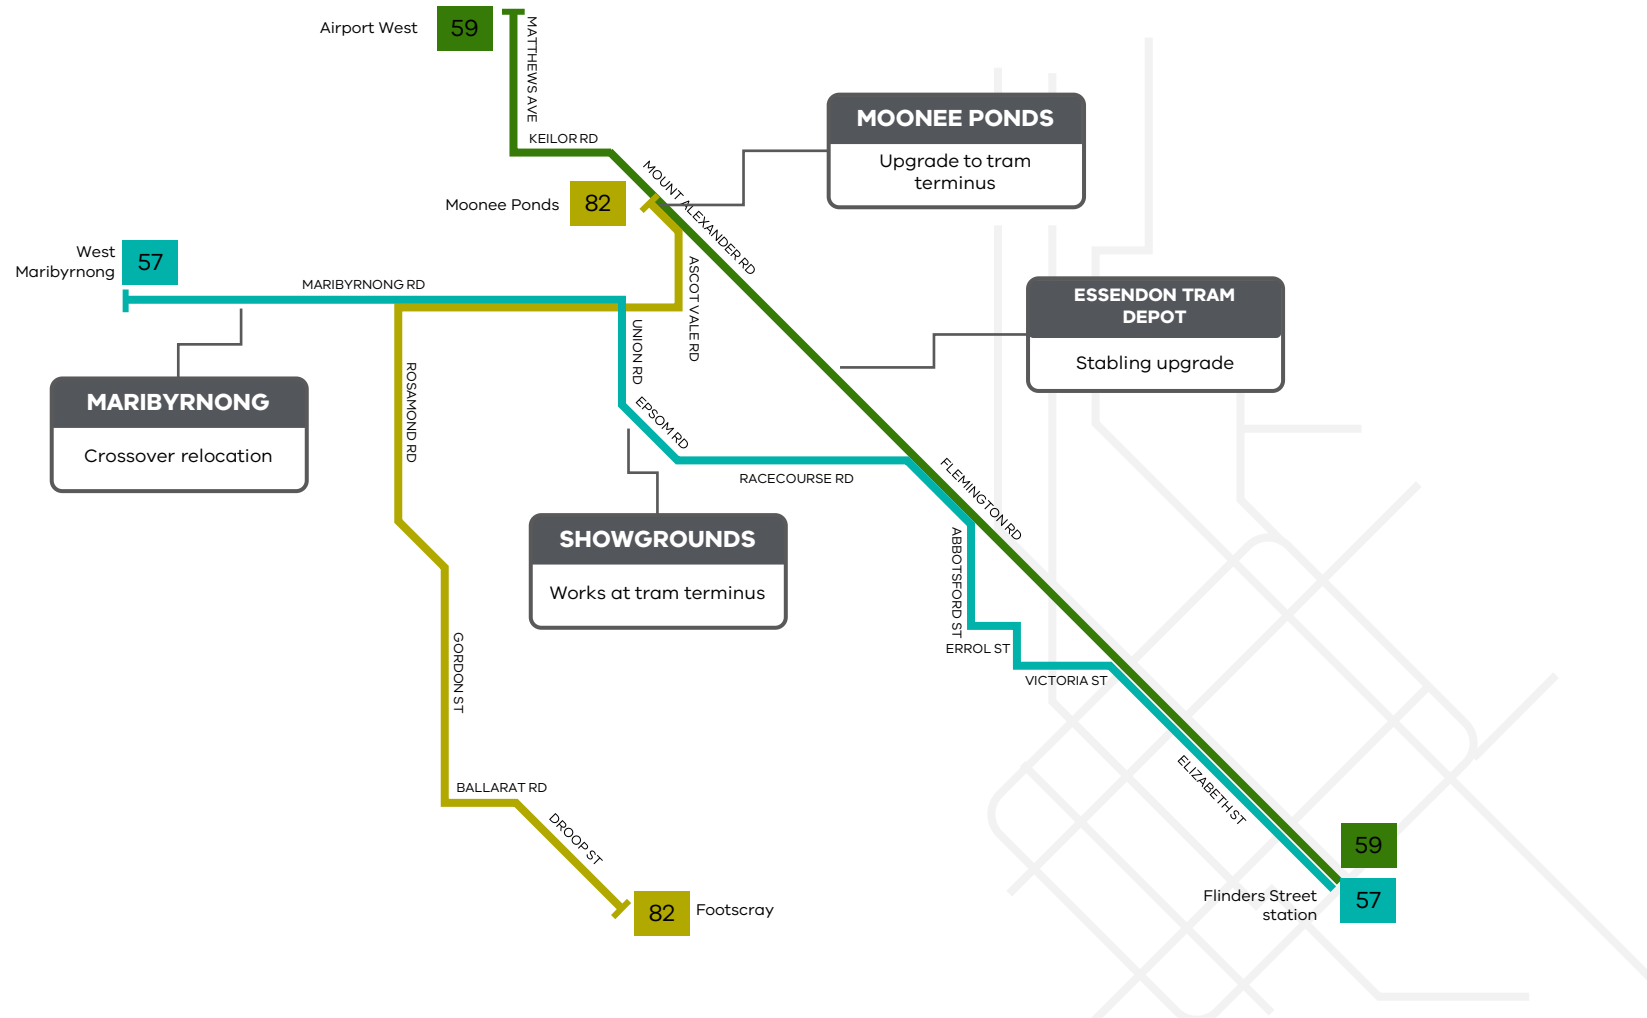 Airport West
59
MATTHEWS AVE
KEILOR RD
MOONEE PONDS
Upgrade to tram
terminus
MOUNT ALEXANDER RD
Moonee Ponds
82
West
Maribyrnong
57
MARIBYRNONG RD
ASCOT VALE RD
UNION RD
ESSENDON TRAM
DEPOT
Stabling upgrade
MARIBYRNONG
Crossover relocation
ROSAMOND RD
EPSOM RD
RACECOURSE RD
FLEMINGTON RD
SHOWGROUNDS
Works at tram terminus
ABBOTSFORD ST
ERROL ST
VICTORIA ST
GORDON ST
BALLARAT RD
DROOP ST
ELIZABETH ST
82
Footscray
59
Flinders Street
station
57